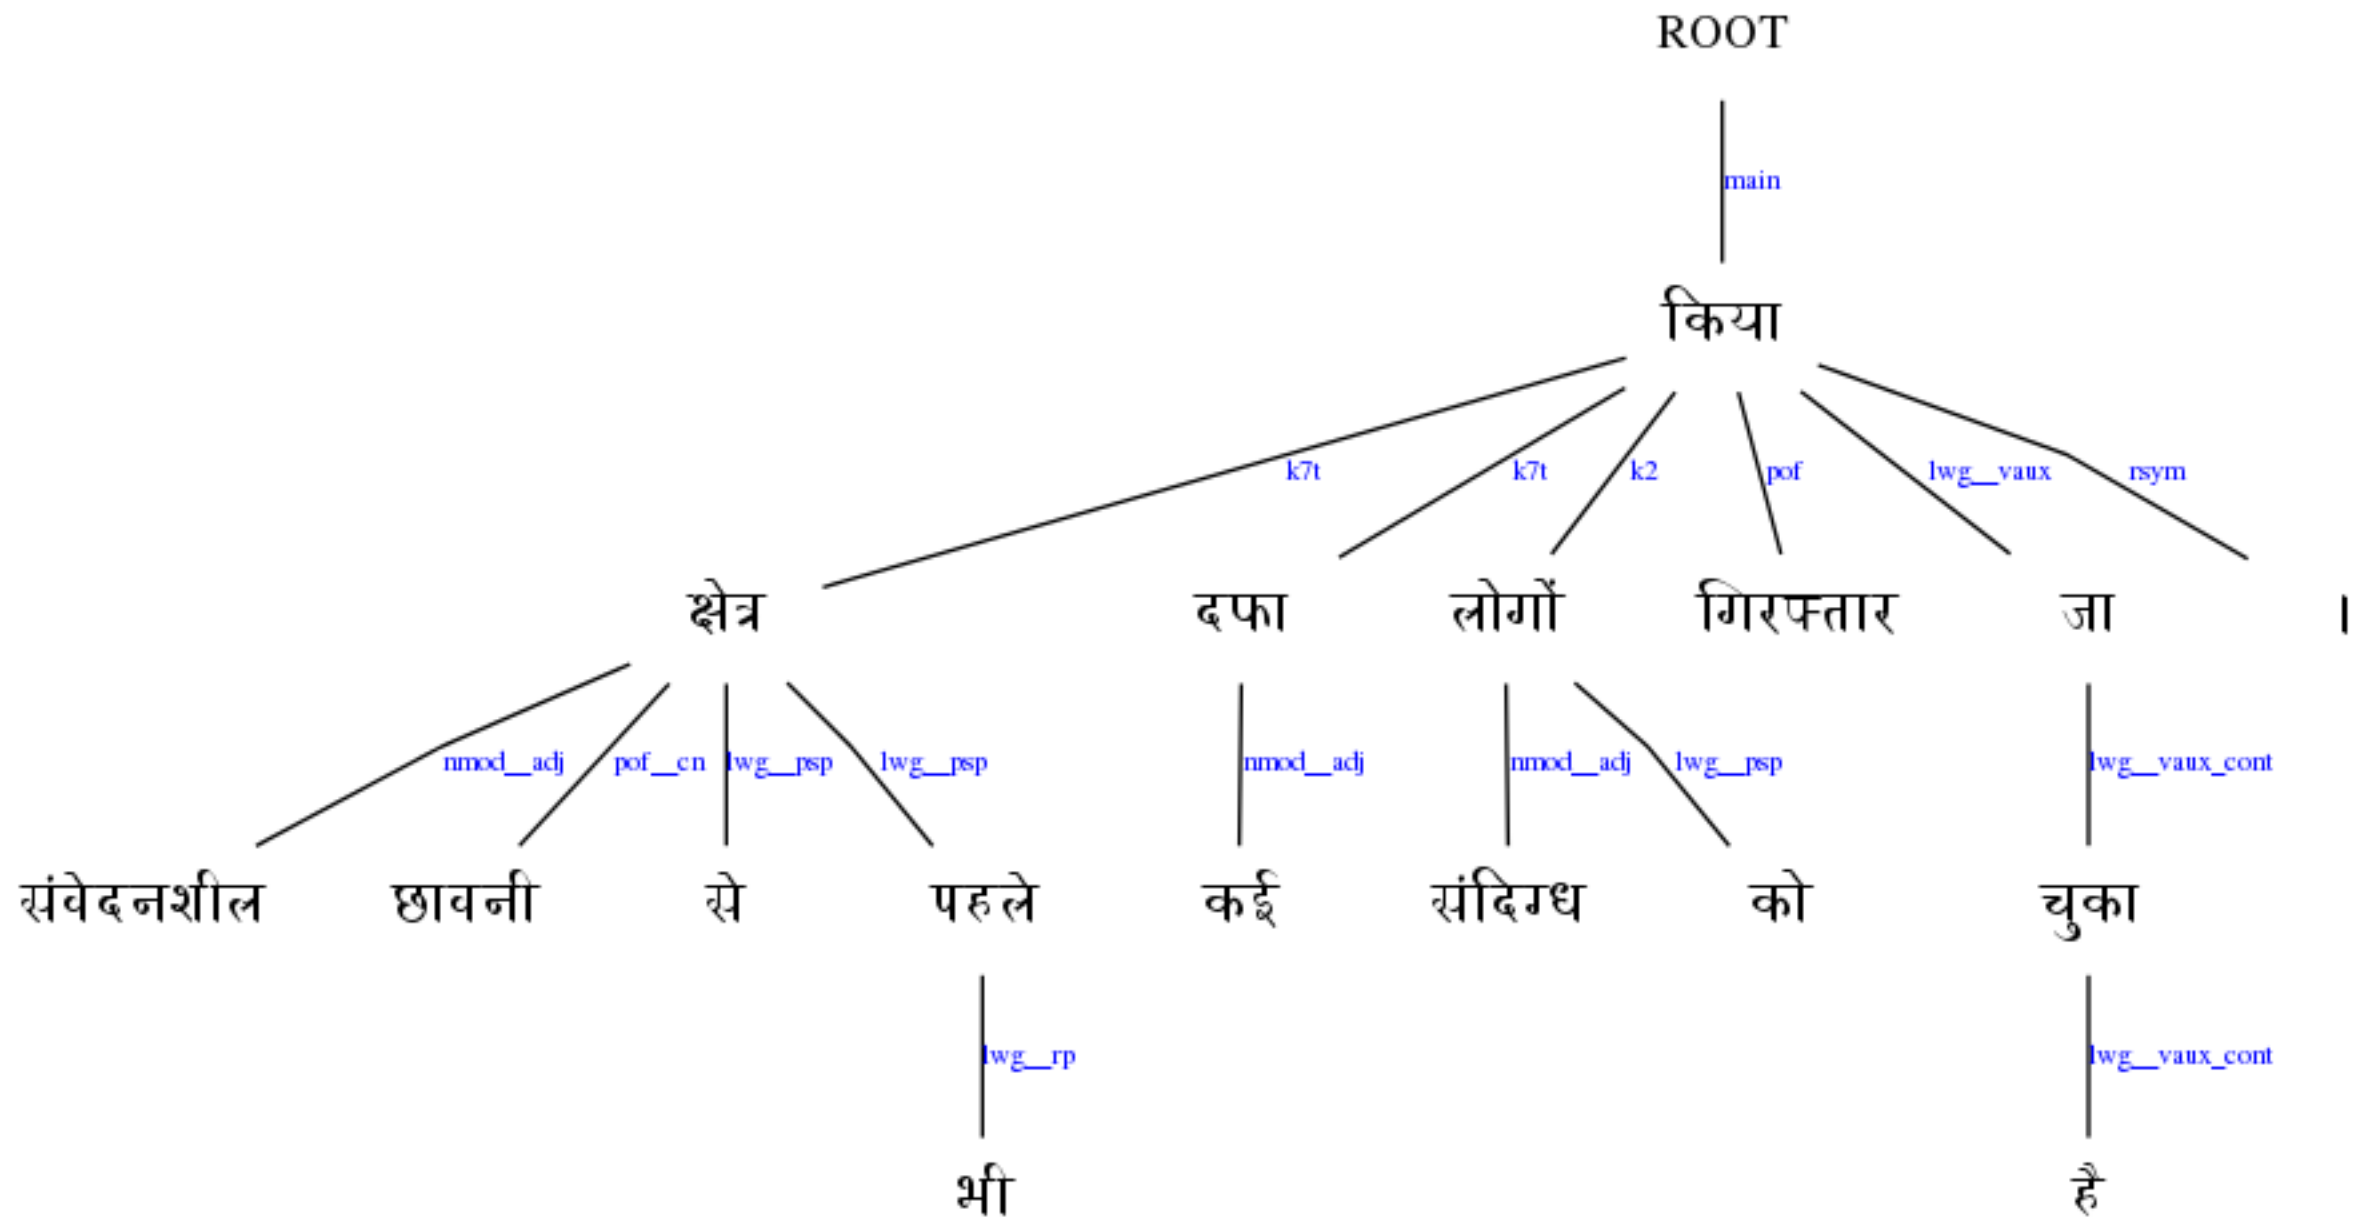 ROOT
main
किया
k7t k7t k2 pof lwg__vaux rsym
क्षेत्र दफा लोगों गिरफ्तार जा ।
nmod__adj pof__cn lwg__psp lwg__psp nmod__adj nmod__adj lwg__psp lwg__vaux_cont
संवेदनशील छावनी से पहले कई संदिग्ध को चुका
lwg__rp lwg__vaux_cont
भी है